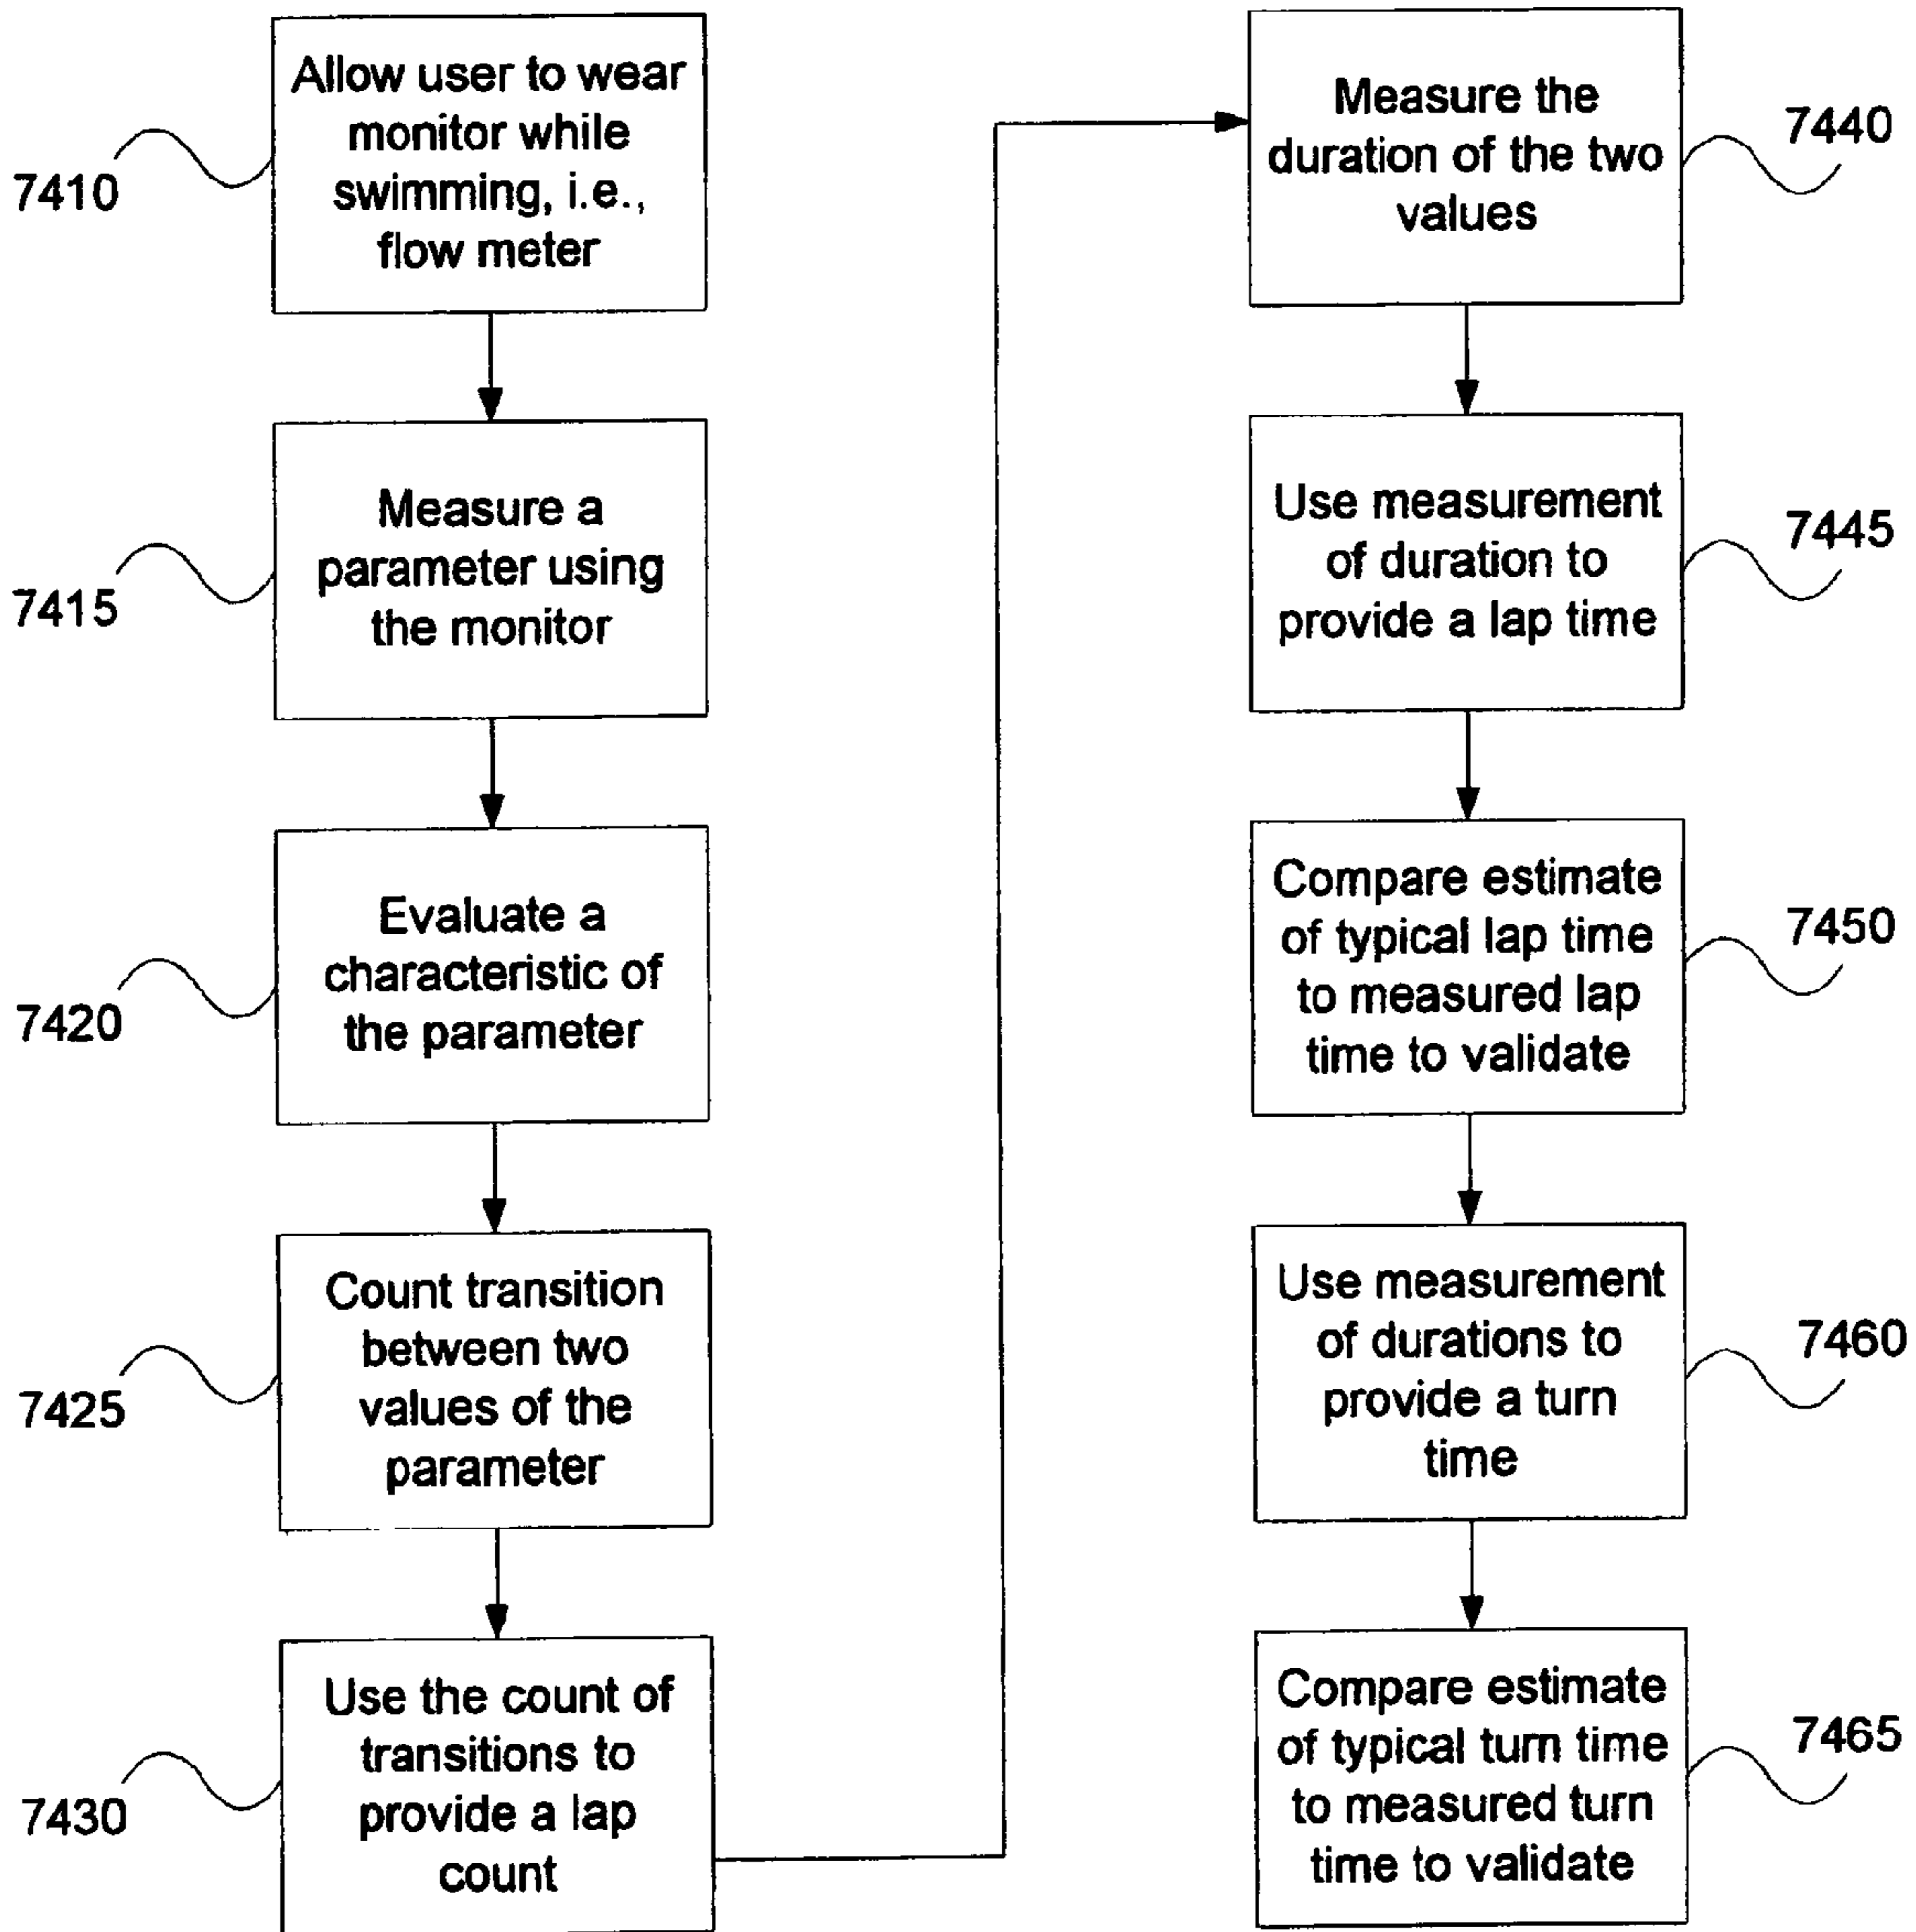 Allow user to wear
monitor while
swimming, i.e.,
flow meter
7410
Measure a
parameter using
the monitor
7415
Evaluate a
characteristic of
the parameter
7420
Count transition
between two
values of the
parameter
7425
Use the count of
transitions to
provide a lap
count
7430
Measure the
duration of the two
values
7440
Use measurement
of duration to
provide a lap time
7445
Compare estimate
of typical lap time
to measured lap
time to validate
7450
Use measurement
of durations to
provide a turn
time
7460
Compare estimate
of typical turn time
to measured turn
time to validate
7465